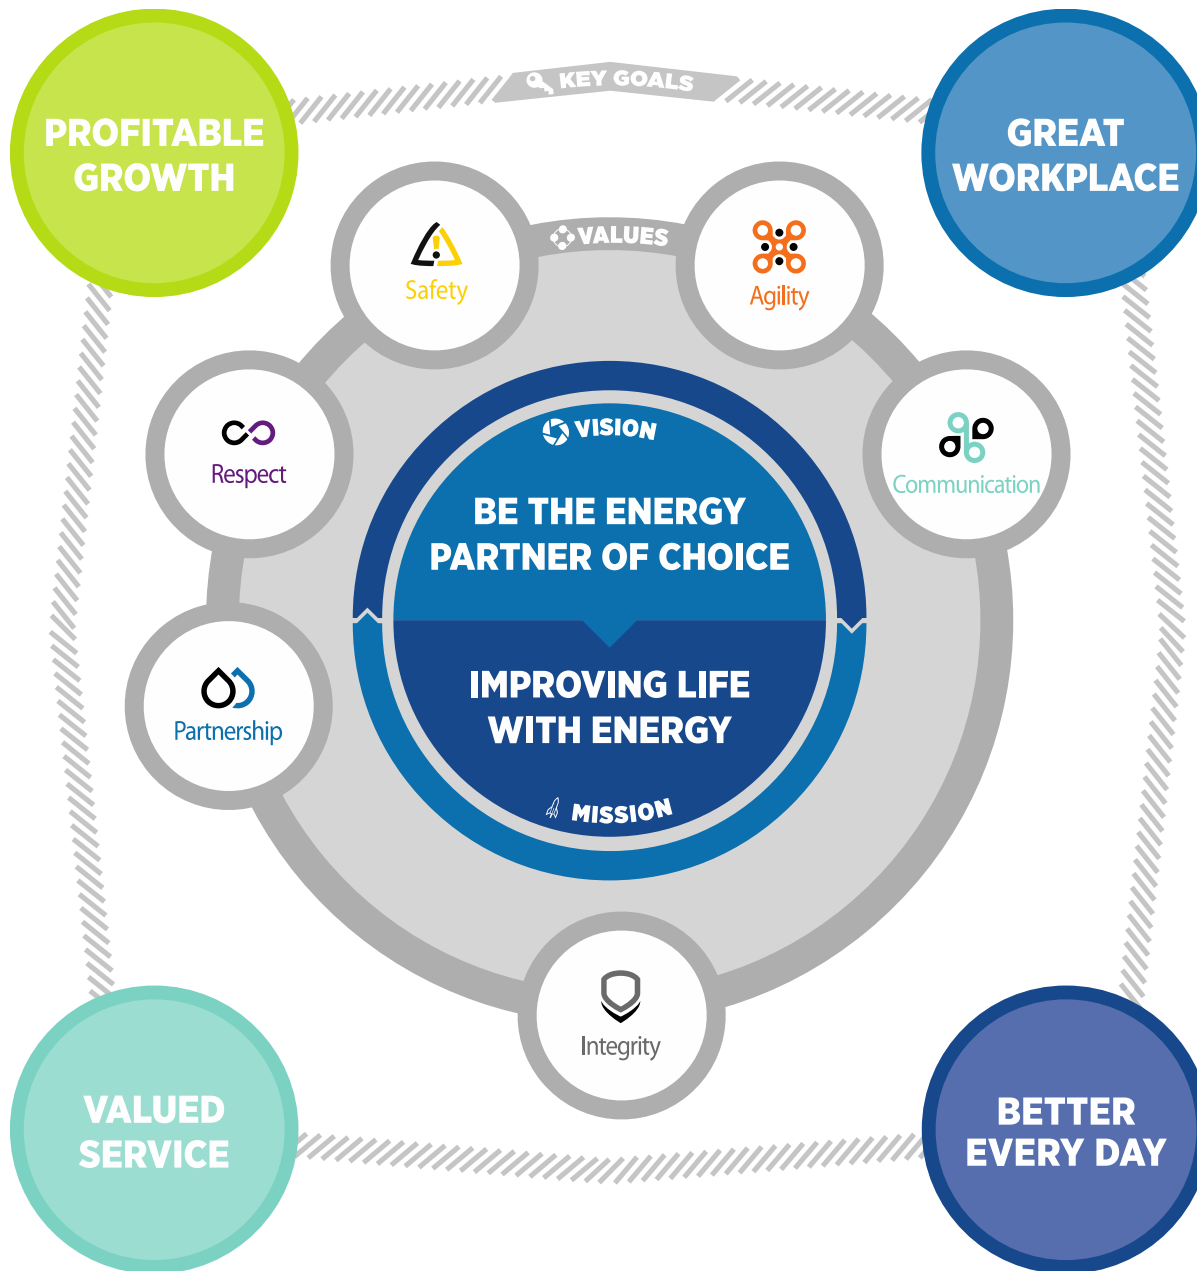 KEY GOALS
PROFITABLE
GROWTH
GREAT
WORKPLACE
VALUES
Safety
Agility
Respect
Communication
VISION
BE THE ENERGY
PARTNER OF CHOICE
IMPROVING LIFE
WITH ENERGY
MISSION
Partnership
Integrity
VALUED
SERVICE
BETTER
EVERY DAY